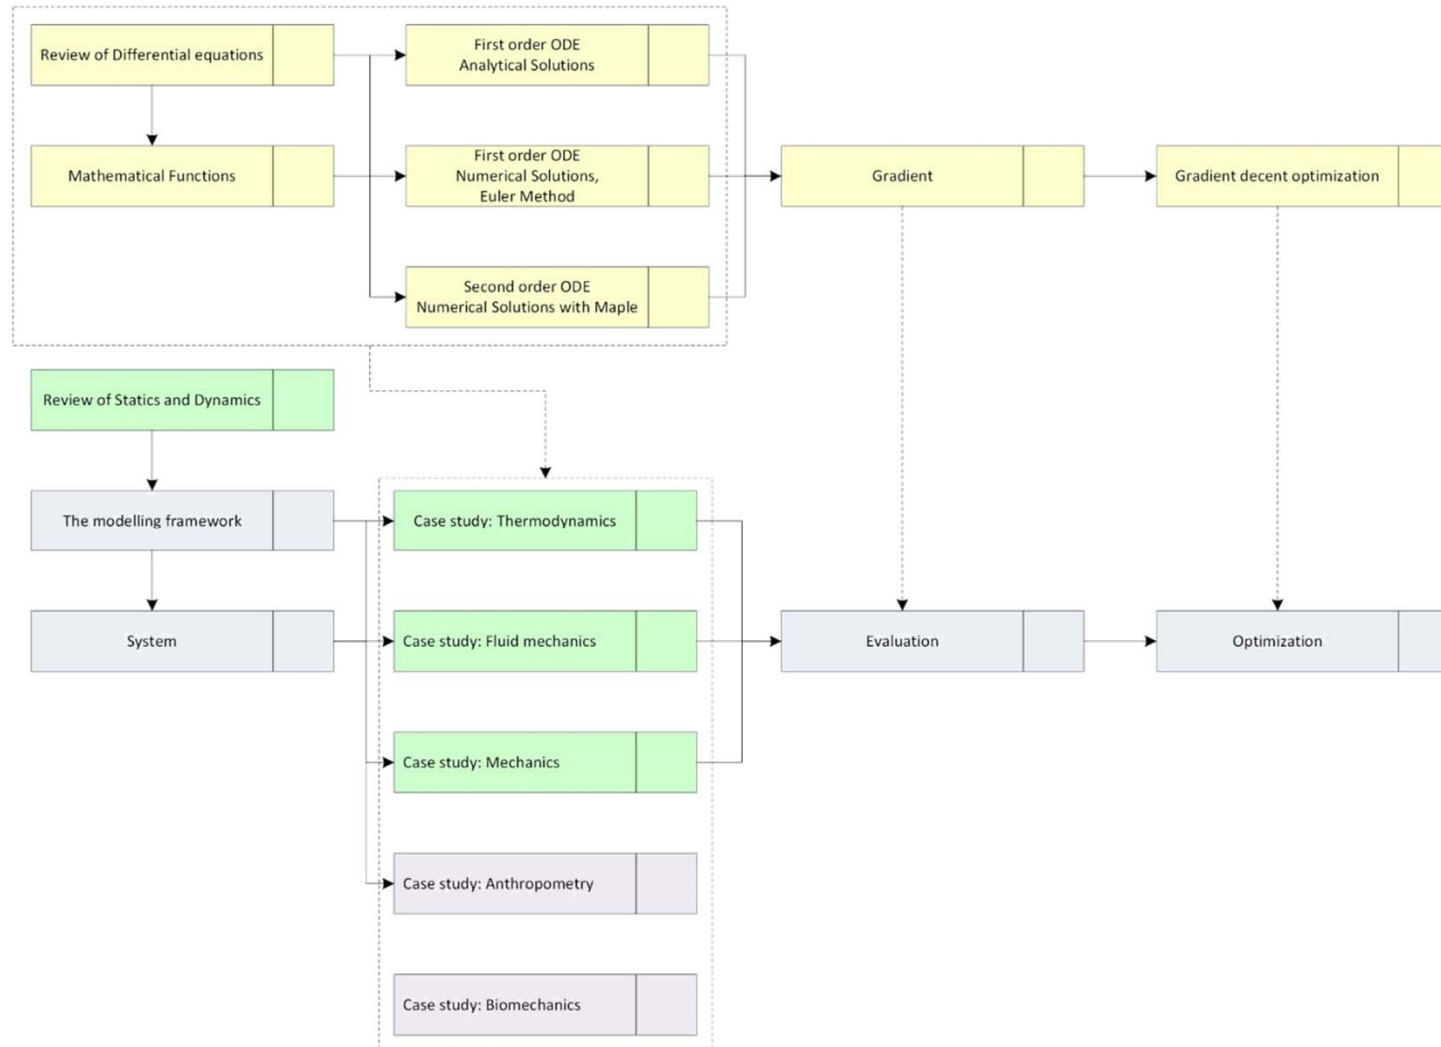 Review of Differential equations
First order ODE
Analytical Solutions
Mathematical Functions
First order ODE
Numerical Solutions,
Euler Method
Gradient
Gradient decent optimization
Second order ODE
Numerical Solutions with Maple
Review of Statics and Dynamics
The modelling framework
Case study: Thermodynamics
System
Case study: Fluid mechanics
Evaluation
Optimization
Case study: Mechanics
Case study: Anthropometry
Case study: Biomechanics